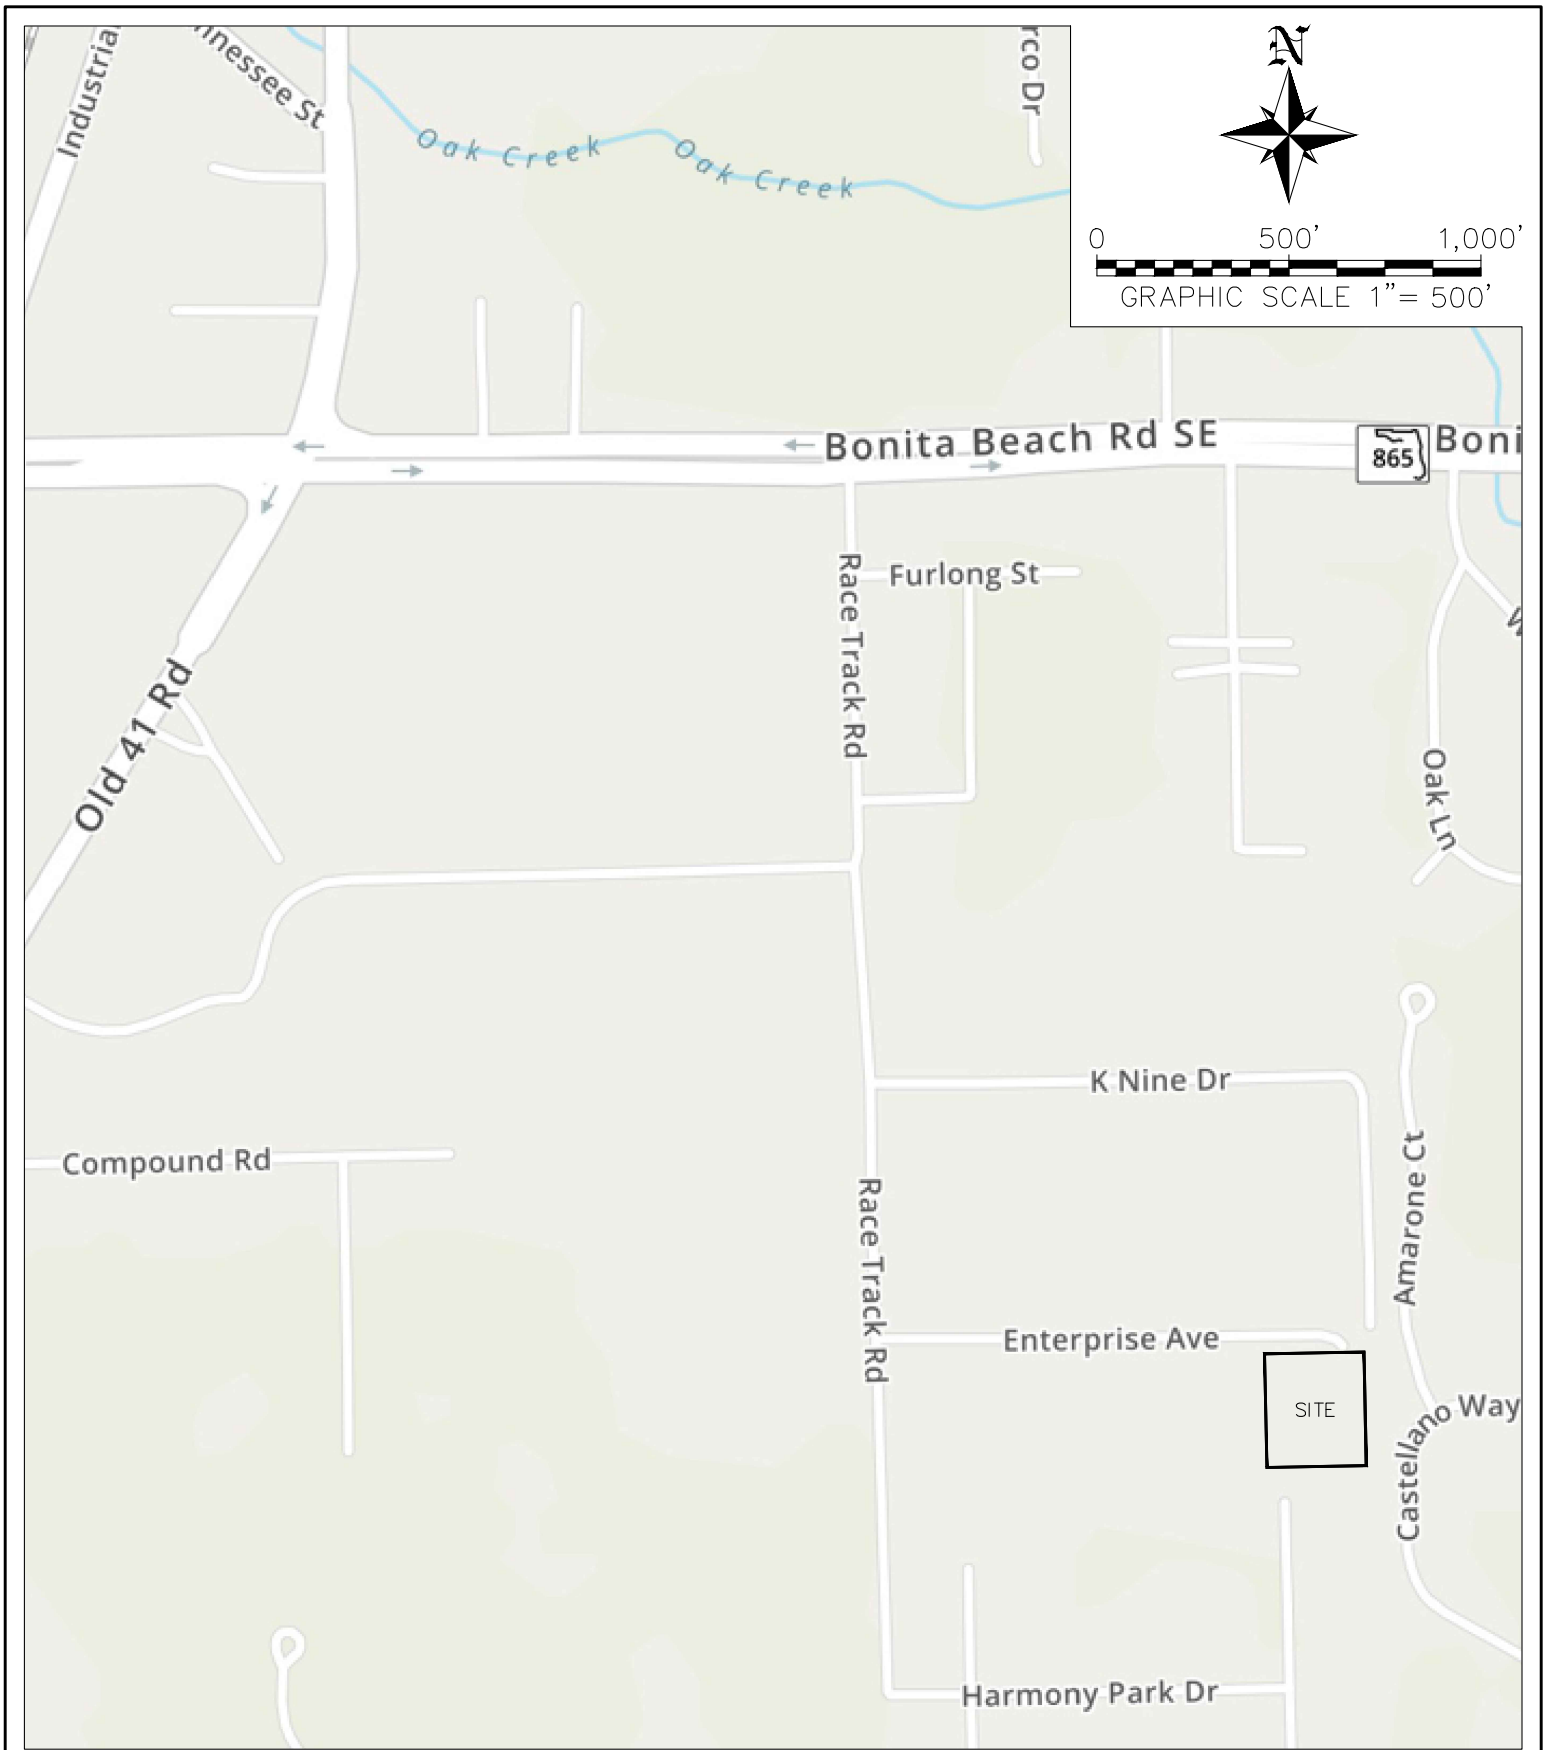 N
0 500' 1,000'
GRAPHIC SCALE 1"= 500'
Industrial
nnessee St
rco Dr
Oak Creek
Oak Creek
Bonita Beach Rd SE
865
Boni
Race Track Rd
Furlong St
Old 41 Rd
Oak Ln
K Nine Dr
Compound Rd
Amarone Ct
Race Track Rd
Enterprise Ave
SITE
Castellano Way
Harmony Park Dr